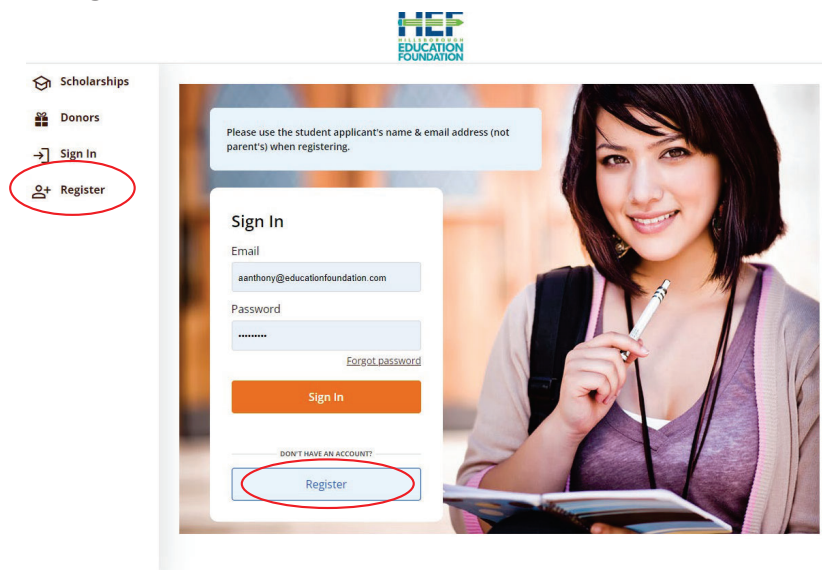 HEF
HILLSBOROUGH
EDUCATION
FOUNDATION
Scholarships
Donors
Sign In
Register
Please use the student applicant's name & email address (not
parent's) when registering.
Sign In
Email
aanthony@educationfoundation.com
Password
•••••••••
Forgot password
Sign In
DON'T HAVE AN ACCOUNT?
Register